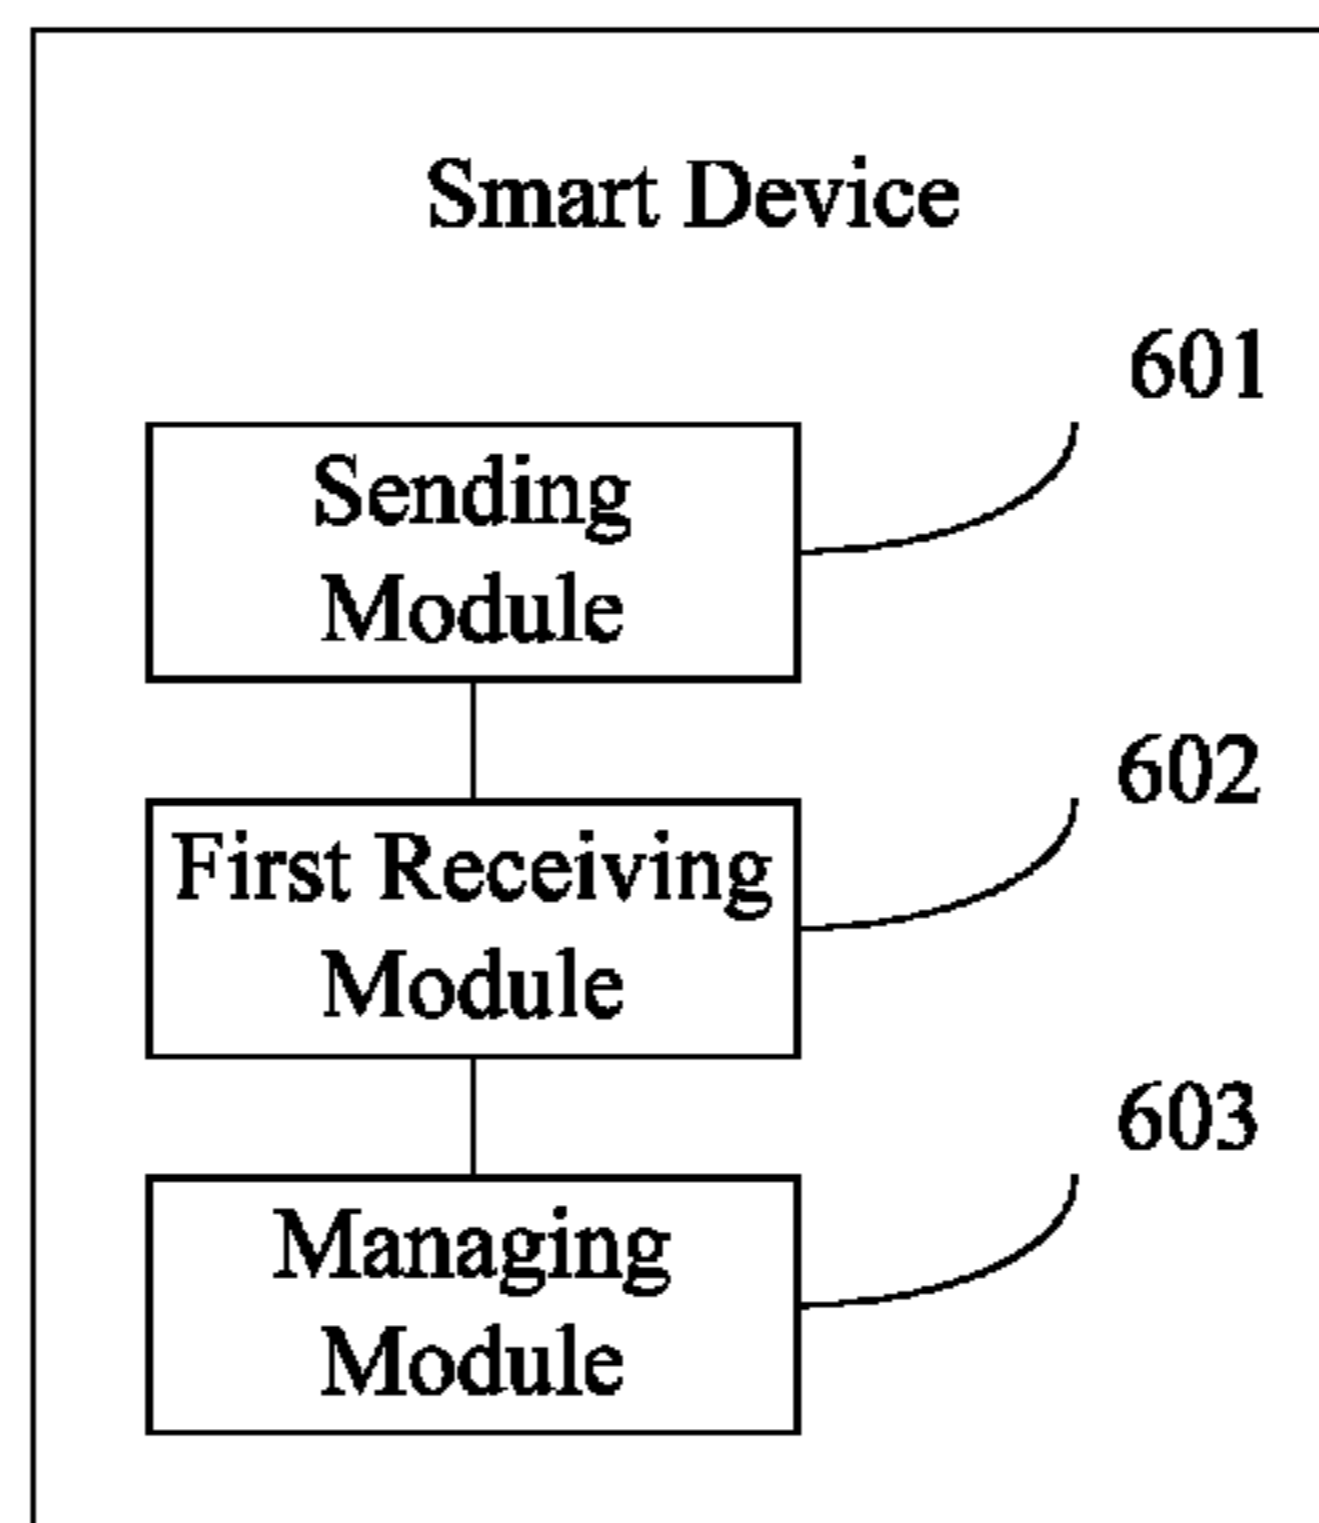 Smart Device
601
Sending
Module
602
First Receiving
Module
603
Managing
Module